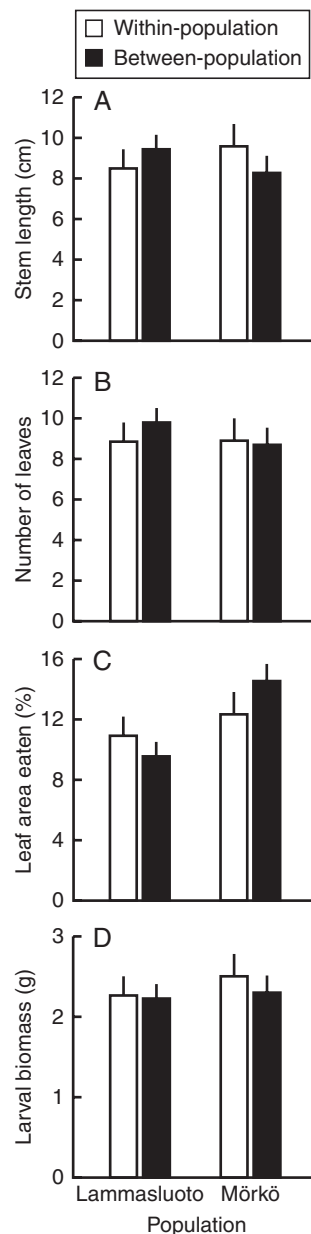 Within-population
Between-population
A
Stem length (cm)
12
10
8
6
4
2
0
B
Number of leaves
12
10
8
6
4
2
0
C
Leaf area eaten (%)
16
12
8
4
0
D
Larval biomass (g)
3
2
1
0
Lammasluoto Mörkö
Population